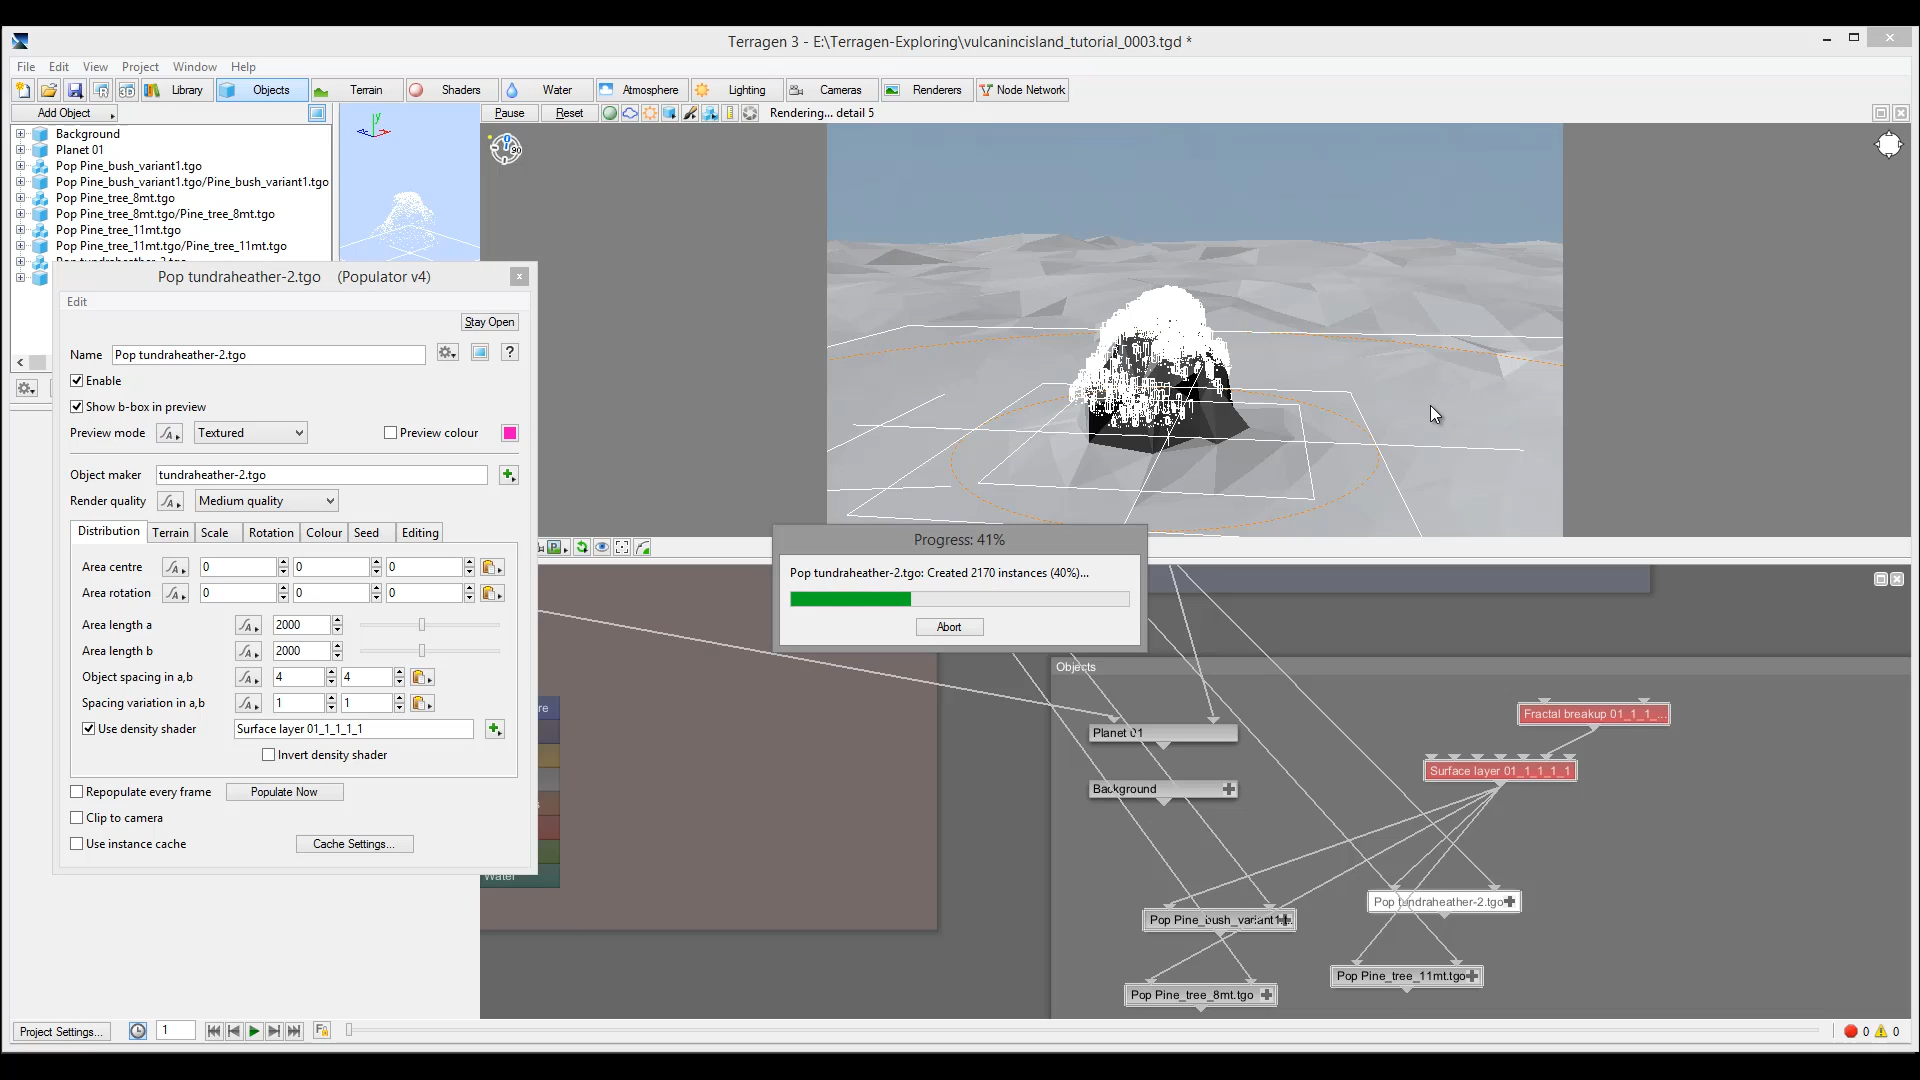 Terragen 3 - E:\Terragen-Exploring\vulcanincisland_tutorial_0003.tgd *
File Edit View Project Window Help
Library Objects Terrain Shaders Water Atmosphere Lighting Cameras Renderers Node Network
Add Object Pause Reset Rendering... detail 5
Background
Planet 01
Pop Pine_bush_variant1.tgo
Pop Pine_bush_variant1.tgo/Pine_bush_variant1.tgo
Pop Pine_tree_8mt.tgo
Pop Pine_tree_8mt.tgo/Pine_tree_8mt.tgo
Pop Pine_tree_11mt.tgo
Pop Pine_tree_11mt.tgo/Pine_tree_11mt.tgo
y
90
Pop tundraheather-2.tgo (Populator v4)
Edit
Stay Open
Name Pop tundraheather-2.tgo ?
Enable
Show b-box in preview
Preview mode Textured Preview colour
Object maker tundraheather-2.tgo
Render quality Medium quality
Distribution Terrain Scale Rotation Colour Seed Editing
Area centre 0 0 0
Area rotation 0 0 0
Area length a 2000
Area length b 2000
Object spacing in a,b 4 4
Spacing variation in a,b 1 1
Use density shader Surface layer 01_1_1_1_1
Invert density shader
Repopulate every frame Populate Now
Clip to camera
Use instance cache Cache Settings...
Progress: 41%
Pop tundraheather-2.tgo: Created 2170 instances (40%)...
Abort
re
Water
Objects
Fractal breakup 01_1_1_...
Planet 01
Surface layer 01_1_1_1_1
Background
Pop tundraheather-2.tgo
Pop Pine_bush_variant1.t..
Pop Pine_tree_11mt.tgo
Pop Pine_tree_8mt.tgo
Project Settings... 1 0 0